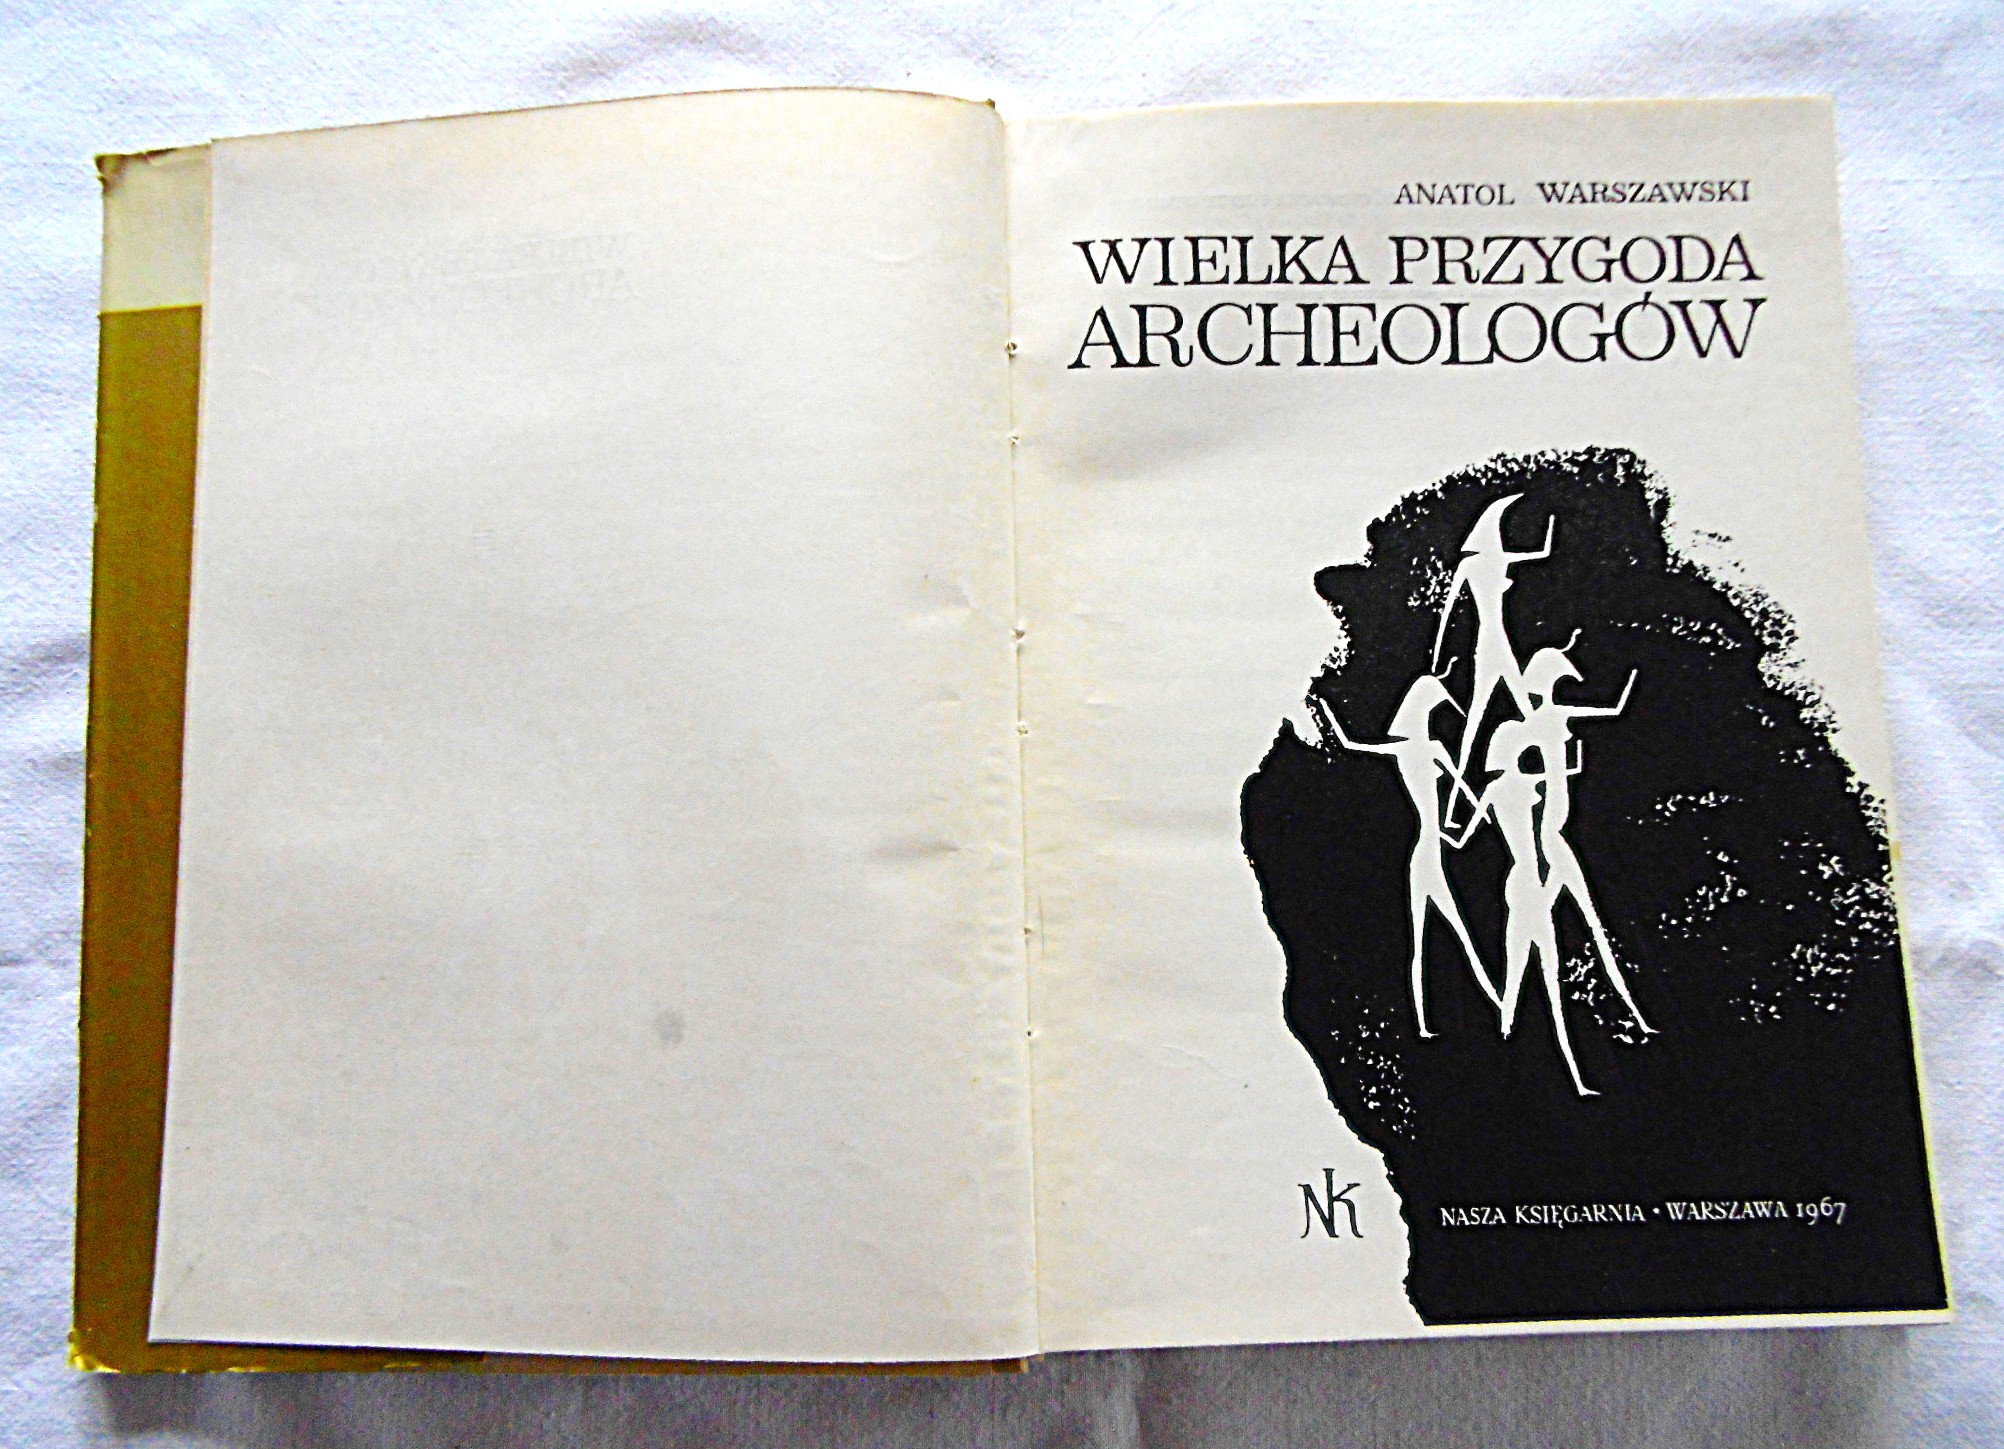 ANATOL WARSZAWSKI
WIELKA PRZYGODA
ARCHEOLOGÓW
NK
NASZA KSIĘGARNIA • WARSZAWA 1967